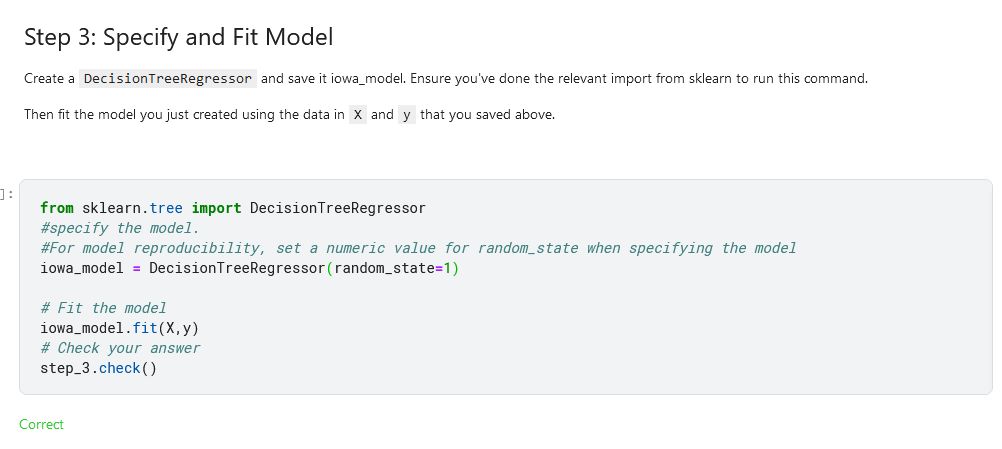 Step 3: Specify and Fit Model
Create a DecisionTreeRegressor and save it iowa_model. Ensure you've done the relevant import from sklearn to run this command.
Then fit the model you just created using the data in X and y that you saved above.
]:
from sklearn.tree import DecisionTreeRegressor
#specify the model.
#For model reproducibility, set a numeric value for random_state when specifying the model
iowa_model = DecisionTreeRegressor(random_state=1)
# Fit the model
iowa_model.fit(X,y)
# Check your answer
step_3.check()
Correct